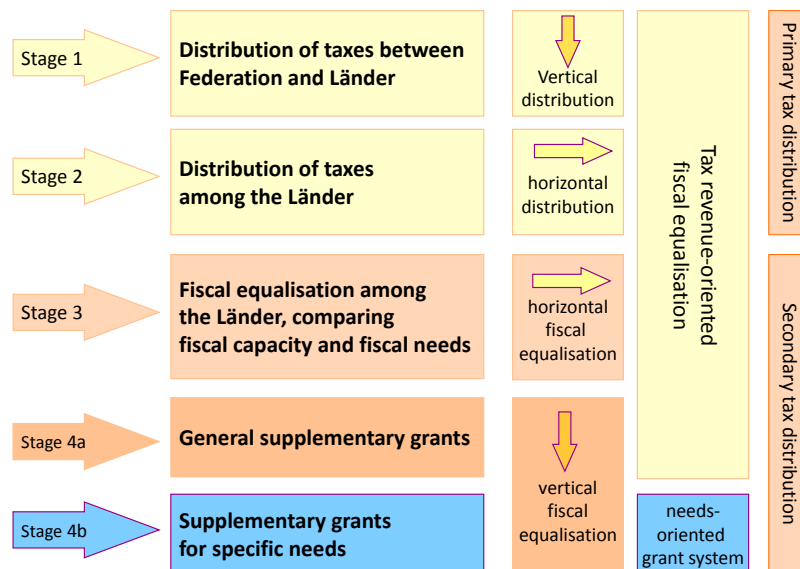 Stage 1
Distribution of taxes between
Federation and Länder
Vertical
distribution
Stage 2
Distribution of taxes
among the Länder
horizontal
distribution
Stage 3
Fiscal equalisation among
the Länder, comparing
fiscal capacity and fiscal needs
horizontal
fiscal
equalisation
Stage 4a
General supplementary grants
vertical
fiscal
equalisation
Stage 4b
Supplementary grants
for specific needs
Tax revenue-oriented
fiscal equalisation
needs-
oriented
grant system
Primary tax distribution
Secondary tax distribution